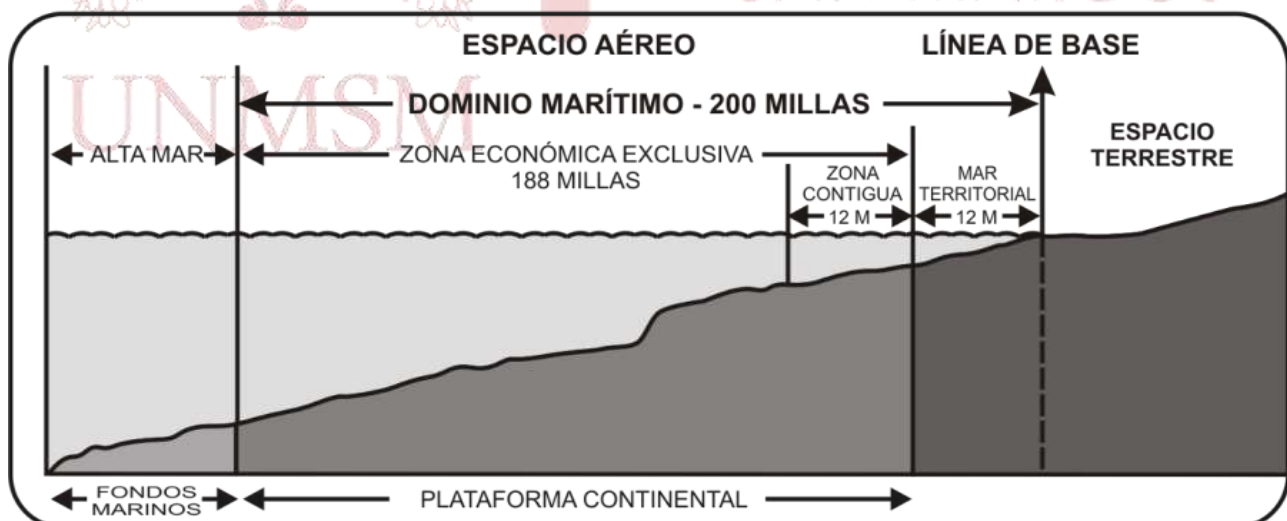 ESPACIO AÉREO
LÍNEA DE BASE
DOMINIO MARÍTIMO - 200 MILLAS
UNMSM
ESPACIO
TERRESTRE
ALTA MAR
ZONA ECONÓMICA EXCLUSIVA
188 MILLAS
ZONA
CONTIGUA
12 M
MAR
TERRITORIAL
12 M
FONDOS
MARINOS
PLATAFORMA CONTINENTAL